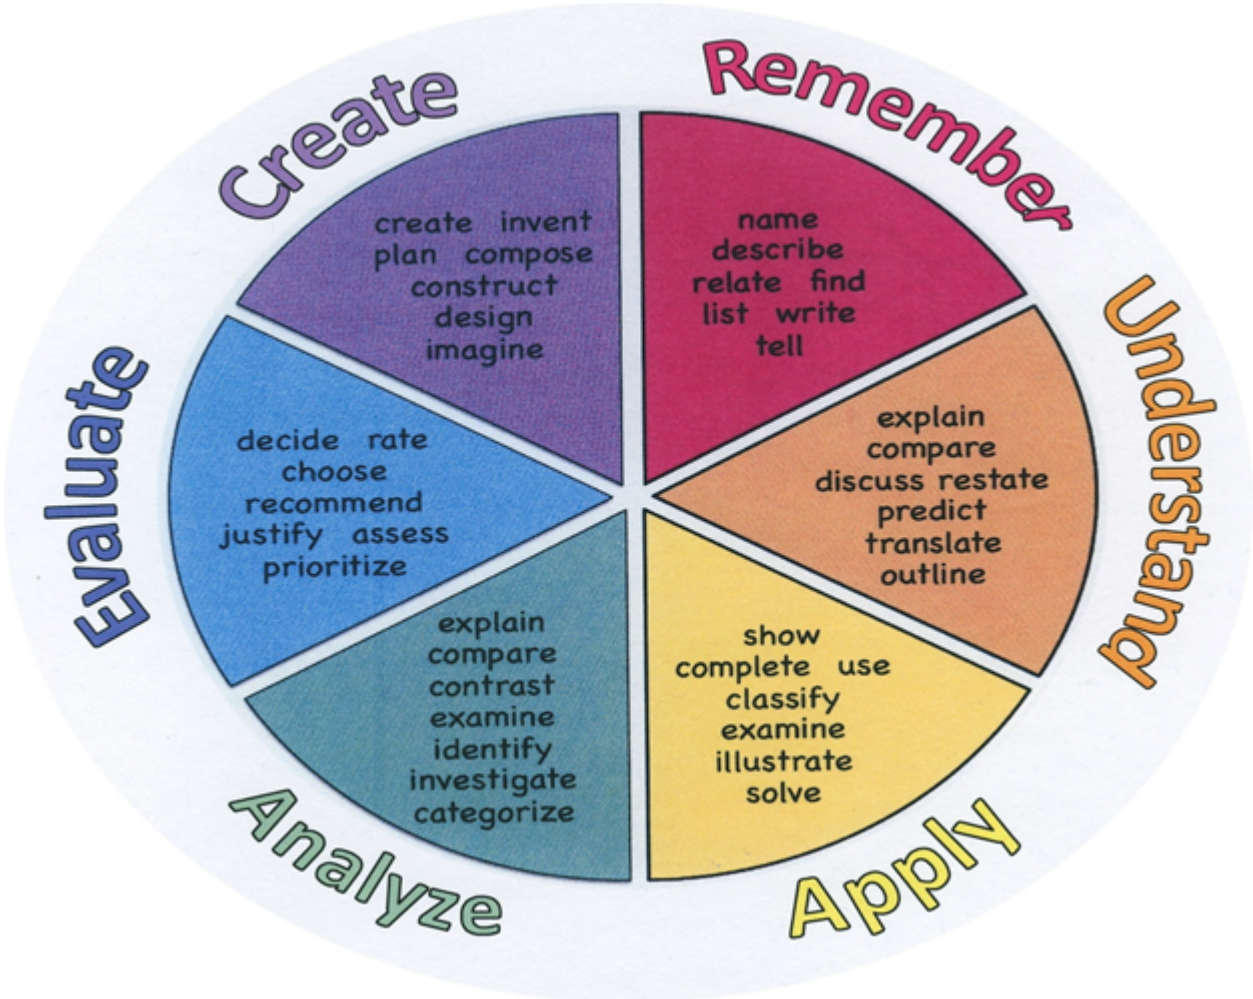 Remember
name
describe
relate find
list write
tell
Understand
explain
compare
discuss restate
predict
translate
outline
Apply
show
complete use
classify
examine
illustrate
solve
Analyze
explain
compare
contrast
examine
identify
investigate
categorize
Evaluate
decide rate
choose
recommend
justify assess
prioritize
Create
create invent
plan compose
construct
design
imagine